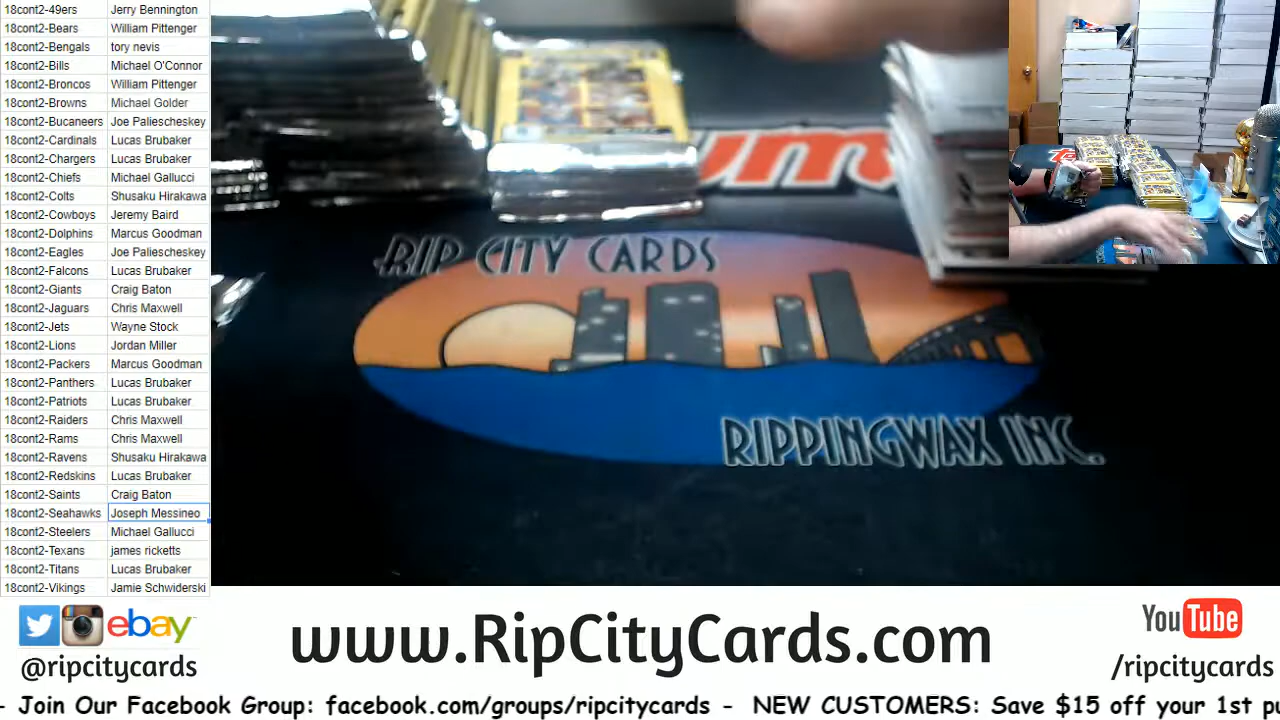 18cont2-49ers Jerry Bennington
18cont2-Bears William Pittenger
18cont2-Bengals tory nevis
18cont2-Bills Michael O'Connor
18cont2-Broncos William Pittenger
18cont2-Browns Michael Golder
18cont2-Bucaneers Joe Paliescheskey
18cont2-Cardinals Lucas Brubaker
18cont2-Chargers Lucas Brubaker
18cont2-Chiefs Michael Gallucci
18cont2-Colts Shusaku Hirakawa
18cont2-Cowboys Jeremy Baird
18cont2-Dolphins Marcus Goodman
18cont2-Eagles Joe Paliescheskey
18cont2-Falcons Lucas Brubaker
18cont2-Giants Craig Baton
18cont2-Jaguars Chris Maxwell
18cont2-Jets Wayne Stock
18cont2-Lions Jordan Miller
18cont2-Packers Marcus Goodman
18cont2-Panthers Lucas Brubaker
18cont2-Patriots Lucas Brubaker
18cont2-Raiders Chris Maxwell
18cont2-Rams Chris Maxwell
18cont2-Ravens Shusaku Hirakawa
18cont2-Redskins Lucas Brubaker
18cont2-Saints Craig Baton
18cont2-Seahawks Joseph Messineo
18cont2-Steelers Michael Gallucci
18cont2-Texans james ricketts
18cont2-Titans Lucas Brubaker
18cont2-Vikings Jamie Schwiderski
RIP CITY CARDS
RIPPINGWAX INC.
ebay
@ripcitycards
www.RipCityCards.com
YouTube
/ripcitycards
- Join Our Facebook Group: facebook.com/groups/ripcitycards - NEW CUSTOMERS: Save $15 off your 1st